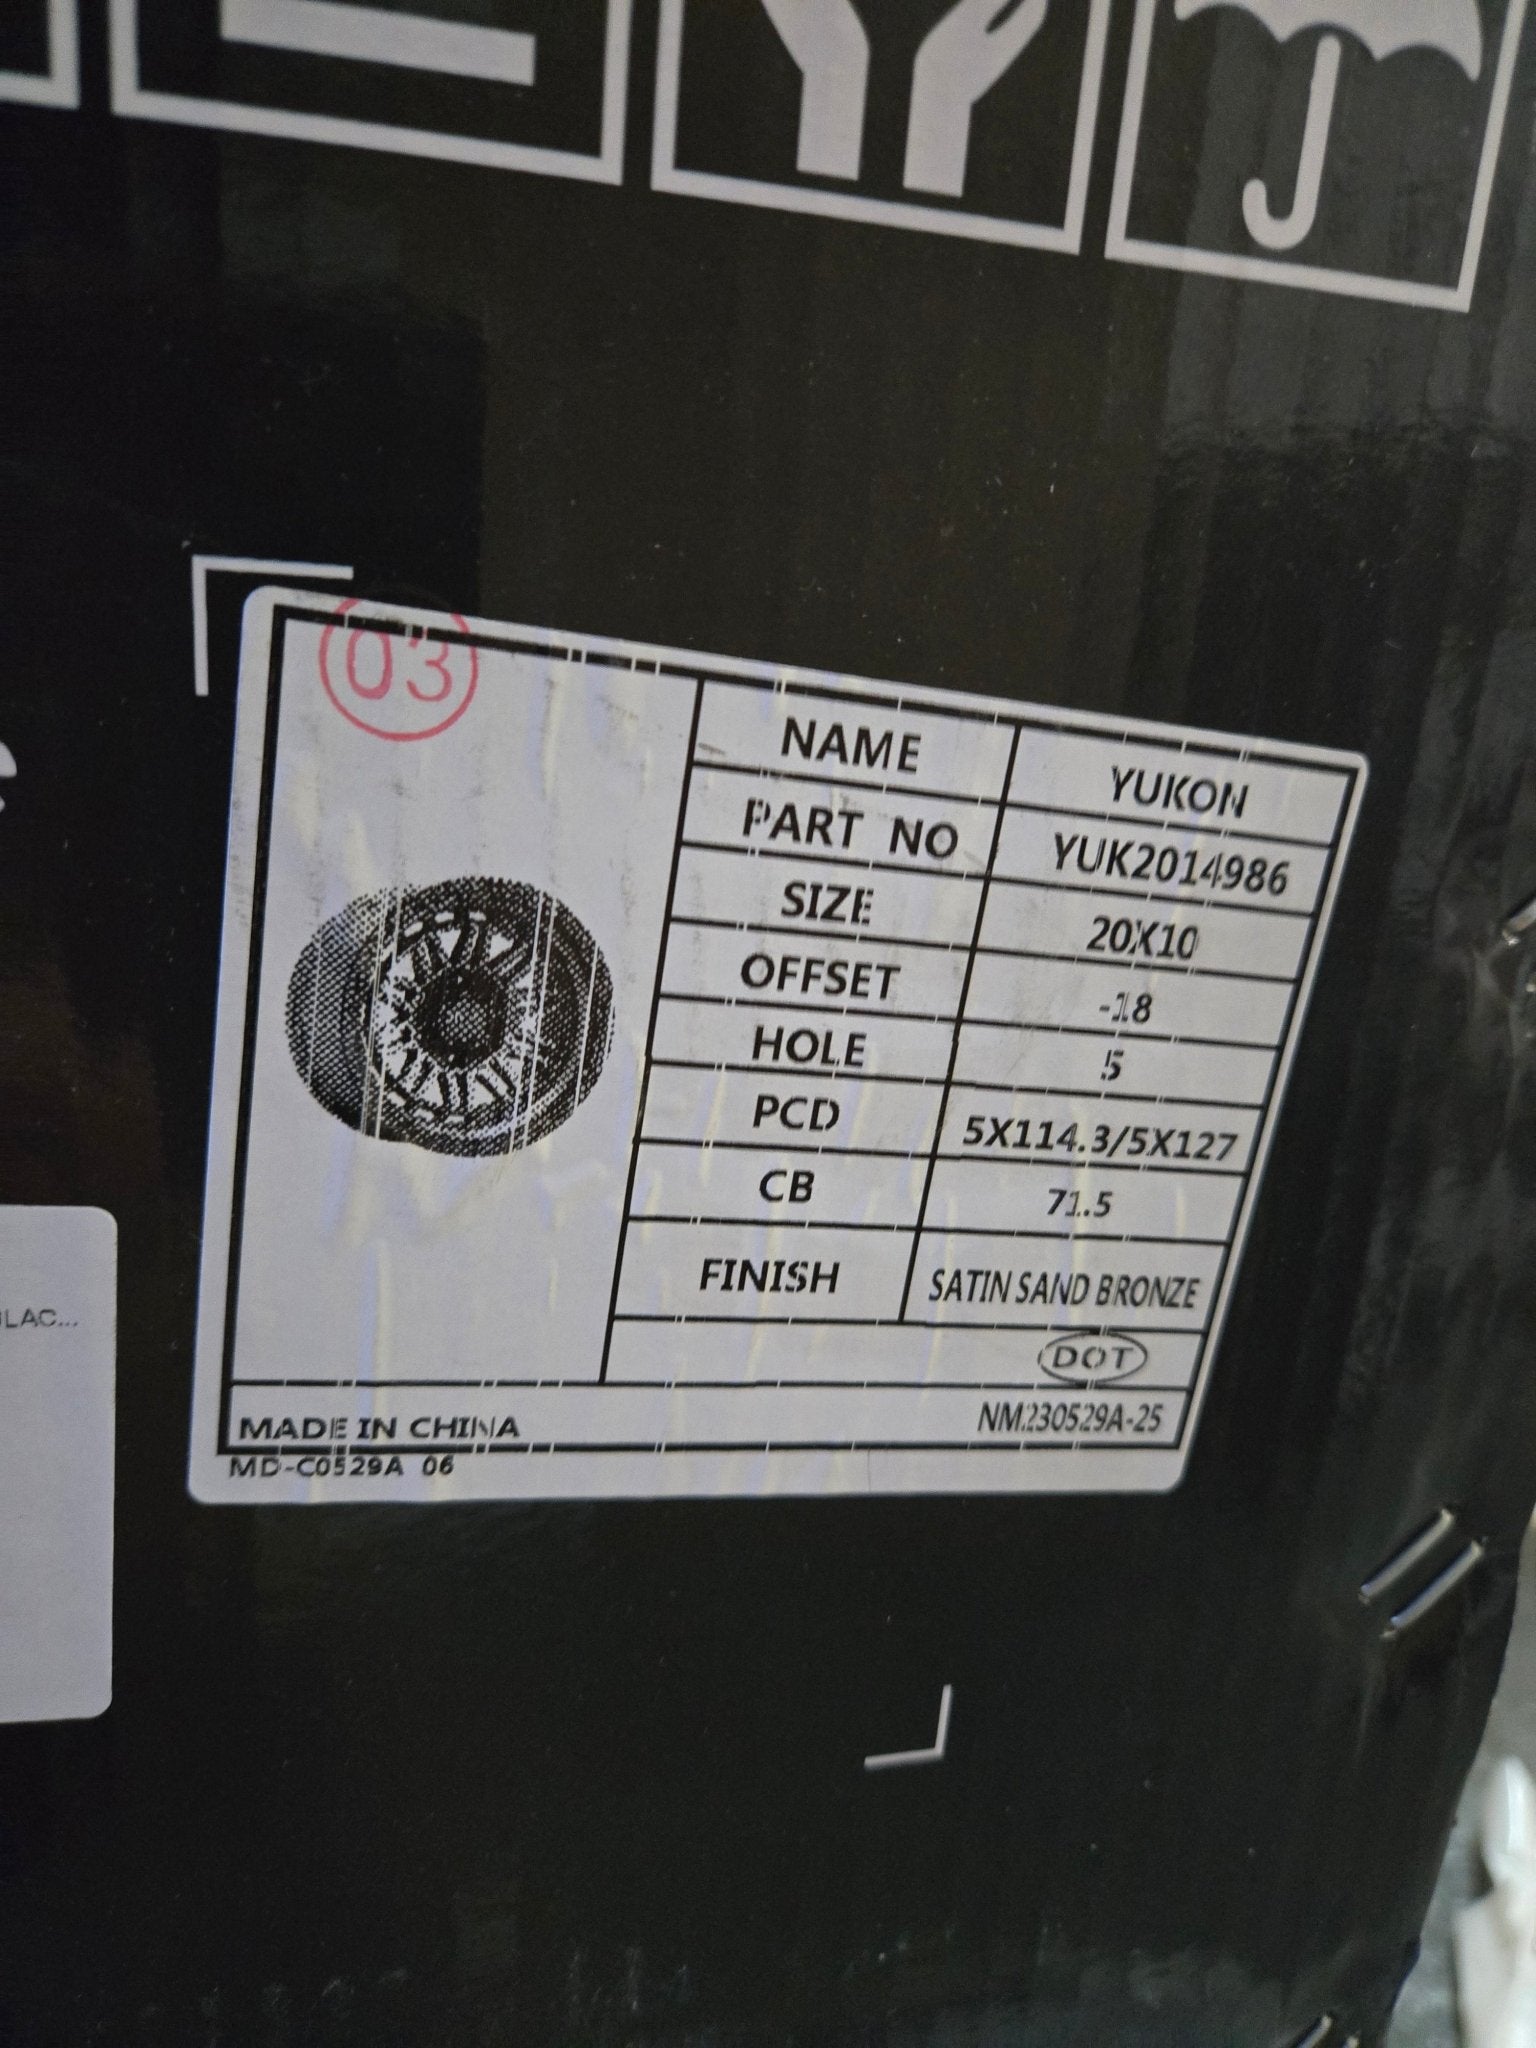 03
NAME YUKON
PART NO YUK2014986
SIZE 20X10
OFFSET -18
HOLE 5
PCD 5X114.3/5X127
CB 71.5
FINISH SATIN SAND BRONZE
DOT
MADE IN CHINA NM230529A-25
MD-C0529A 06
LAC...